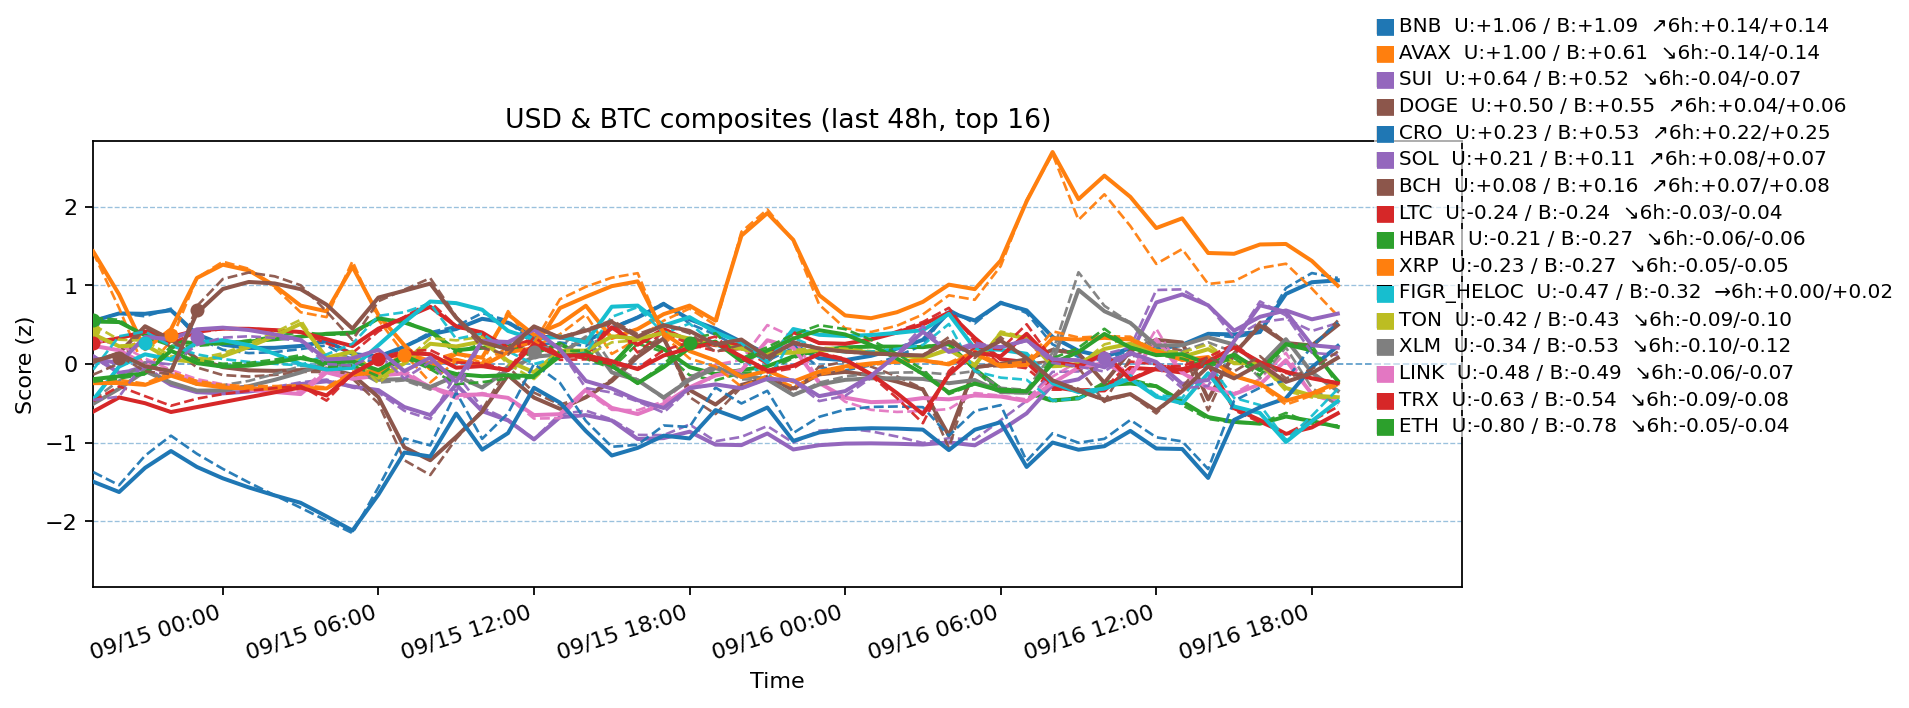 BNB  U:+1.06 / B:+1.09  ↗6h:+0.14/+0.14
AVAX  U:+1.00 / B:+0.61  ↘6h:-0.14/-0.14
SUI  U:+0.64 / B:+0.52  ↘6h:-0.04/-0.07
DOGE  U:+0.50 / B:+0.55  ↗6h:+0.04/+0.06
CRO  U:+0.23 / B:+0.53  ↗6h:+0.22/+0.25
SOL  U:+0.21 / B:+0.11  ↗6h:+0.08/+0.07
BCH  U:+0.08 / B:+0.16  ↗6h:+0.07/+0.08
LTC  U:-0.24 / B:-0.24  ↘6h:-0.03/-0.04
HBAR  U:-0.21 / B:-0.27  ↘6h:-0.06/-0.06
XRP  U:-0.23 / B:-0.27  ↘6h:-0.05/-0.05
FIGR_HELOC  U:-0.47 / B:-0.32  →6h:+0.00/+0.02
TON  U:-0.42 / B:-0.43  ↘6h:-0.09/-0.10
XLM  U:-0.34 / B:-0.53  ↘6h:-0.10/-0.12
LINK  U:-0.48 / B:-0.49  ↘6h:-0.06/-0.07
TRX  U:-0.63 / B:-0.54  ↘6h:-0.09/-0.08
ETH  U:-0.80 / B:-0.78  ↘6h:-0.05/-0.04
USD & BTC composites (last 48h, top 16)
Score (z)
2
1
0
−1
−2
09/15 00:00
09/15 06:00
09/15 12:00
09/15 18:00
09/16 00:00
09/16 06:00
09/16 12:00
09/16 18:00
Time